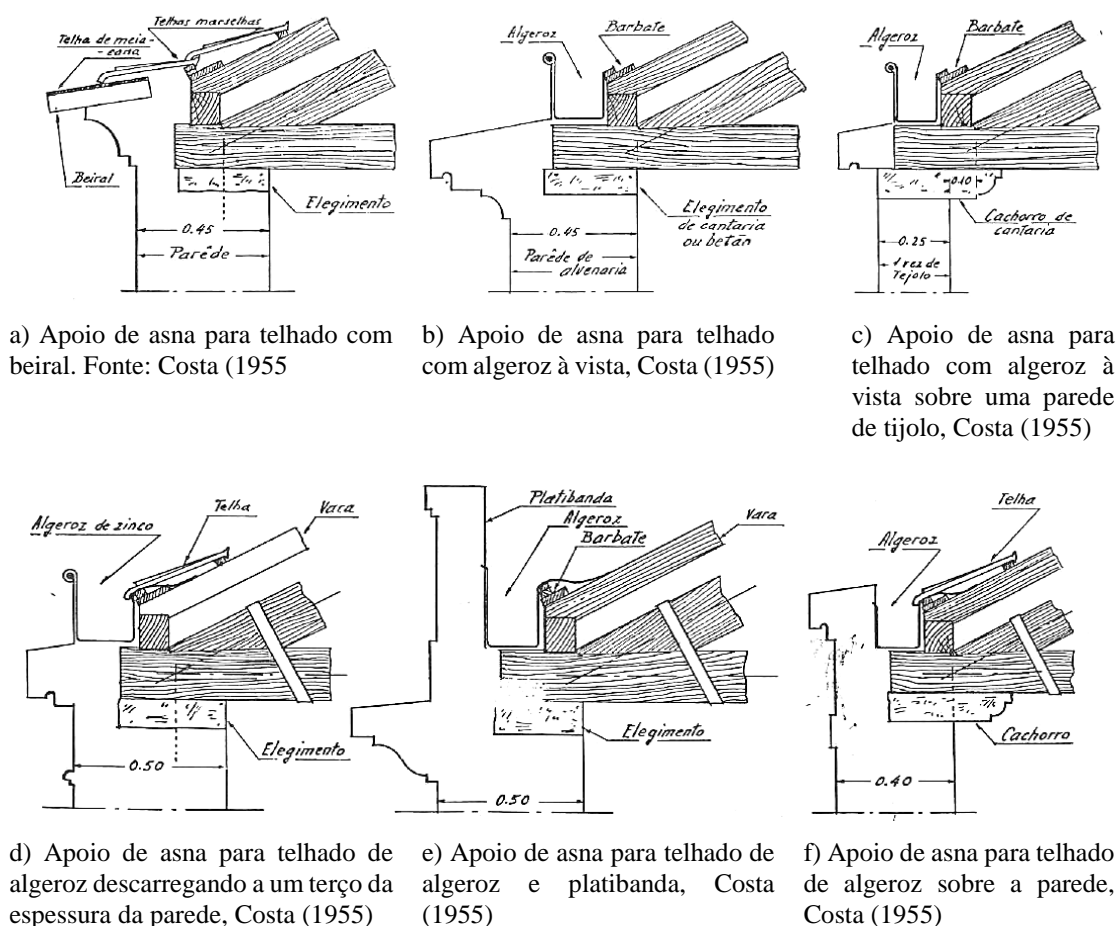 Telhas marselhas
Telha de meia-
cana
Beiral
Elegimento
0.45
Parêde
Algeroz
Barbate
Elegimento
de cantaria
ou betão
0.45
Parêde de
alvenaria
Algeroz
Barbate
0.10
Cachorro de
cantaria
0.25
1 vez de
Tejolo
a) Apoio de asna para telhado com
beiral. Fonte: Costa (1955
b) Apoio de asna para telhado
com algeroz à vista, Costa (1955)
c) Apoio de asna para
telhado com algeroz à
vista sobre uma parede
de tijolo, Costa (1955)
Algeroz de zinco
Telha
Vara
Elegimento
0.50
Platibanda
Algeroz
Barbate
Vara
Elegimento
0.50
Algeroz
Telha
Cachorro
0.40
d) Apoio de asna para telhado de
algeroz descarregando a um terço da
espessura da parede, Costa (1955)
e) Apoio de asna para telhado de
algeroz e platibanda, Costa
(1955)
f) Apoio de asna para telhado
de algeroz sobre a parede,
Costa (1955)